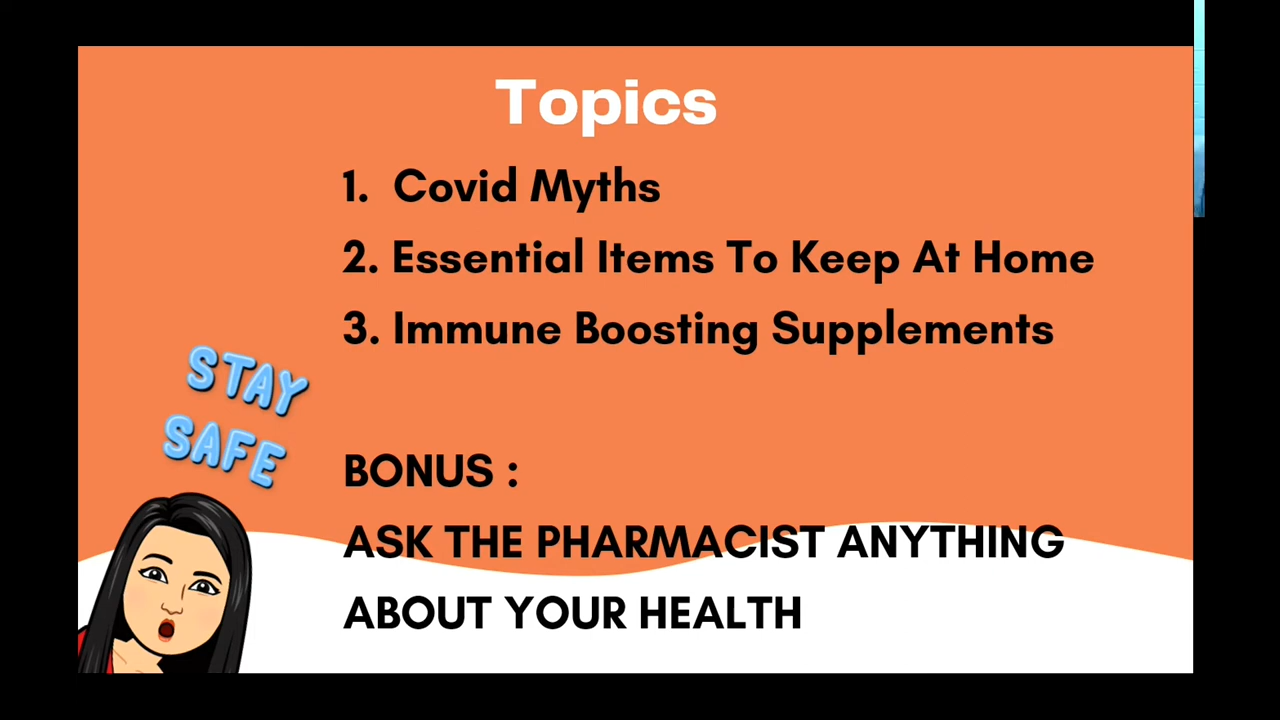 Topics
1. Covid Myths
2. Essential Items To Keep At Home
3. Immune Boosting Supplements
STAY
SAFE
BONUS :
ASK THE PHARMACIST ANYTHING
ABOUT YOUR HEALTH